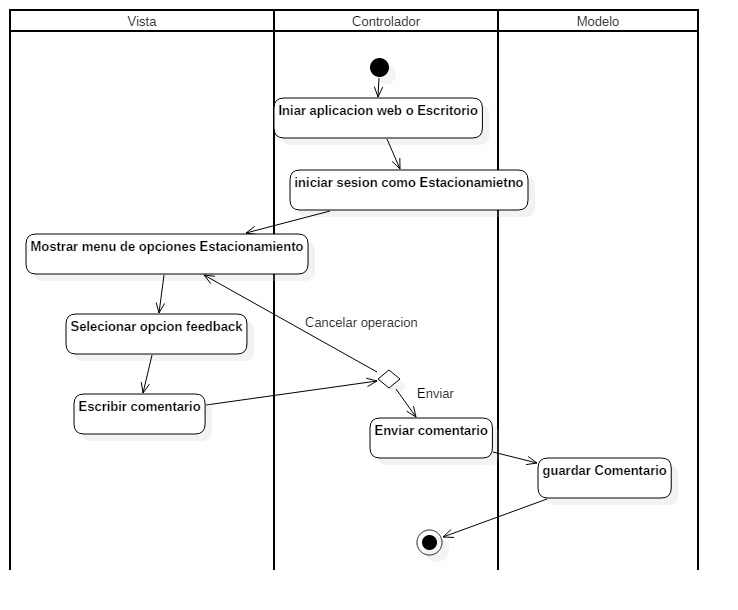 Vista
Controlador
Modelo
Iniar aplicacion web o Escritorio
iniciar sesion como Estacionamietno
Mostrar menu de opciones Estacionamiento
Selecionar opcion feedback
Cancelar operacion
Escribir comentario
Enviar
Enviar comentario
guardar Comentario